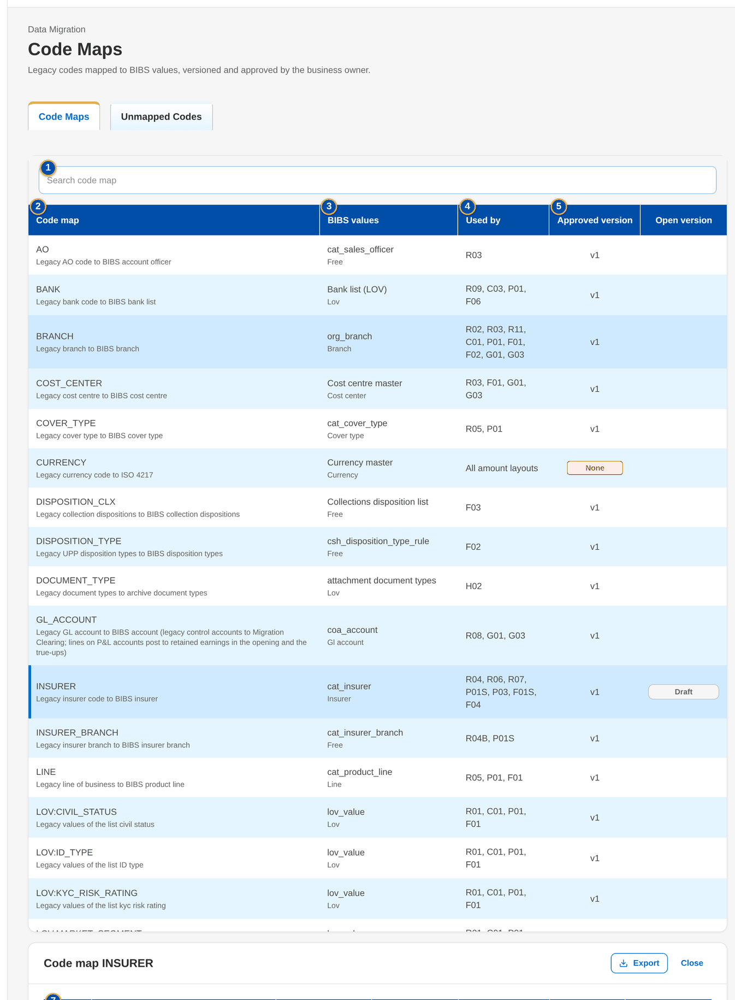 Data Migration
Code Maps
Legacy codes mapped to BIBS values, versioned and approved by the business owner.
Code Maps
Unmapped Codes
1
Search code map
2 3 4 5
Code map BIBS values Used by Approved version Open version
AO cat_sales_officer R03 v1
Legacy AO code to BIBS account officer Free
BANK Bank list (LOV) R09, C03, P01, v1
Legacy bank code to BIBS bank list Lov F06
BRANCH org_branch R02, R03, R11, v1
Legacy branch to BIBS branch Branch C01, P01, F01,
F02, G01, G03
COST_CENTER Cost centre master R03, F01, G01, v1
Legacy cost centre to BIBS cost centre Cost center G03
COVER_TYPE cat_cover_type R05, P01 v1
Legacy cover type to BIBS cover type Cover type
CURRENCY Currency master All amount layouts None
Legacy currency code to ISO 4217 Currency
DISPOSITION_CLX Collections disposition list F03 v1
Legacy collection dispositions to BIBS collection dispositions Free
DISPOSITION_TYPE csh_disposition_type_rule F02 v1
Legacy UPP disposition types to BIBS disposition types Free
DOCUMENT_TYPE attachment document types H02 v1
Legacy document types to archive document types Lov
GL_ACCOUNT coa_account R08, G01, G03 v1
Legacy GL account to BIBS account (legacy control accounts to Migration Gl account
Clearing; lines on P&L accounts post to retained earnings in the opening and the
true-ups)
INSURER cat_insurer R04, R06, R07, v1 Draft
Legacy insurer code to BIBS insurer Insurer P01S, P03, F01S,
F04
INSURER_BRANCH cat_insurer_branch R04B, P01S v1
Legacy insurer branch to BIBS insurer branch Free
LINE cat_product_line R05, P01, F01 v1
Legacy line of business to BIBS product line Line
LOV:CIVIL_STATUS lov_value R01, C01, P01, v1
Legacy values of the list civil status Lov F01
LOV:ID_TYPE lov_value R01, C01, P01, v1
Legacy values of the list ID type Lov F01
LOV:KYC_RISK_RATING lov_value R01, C01, P01, v1
Legacy values of the list kyc risk rating Lov F01
Code map INSURER
Export
Close
7